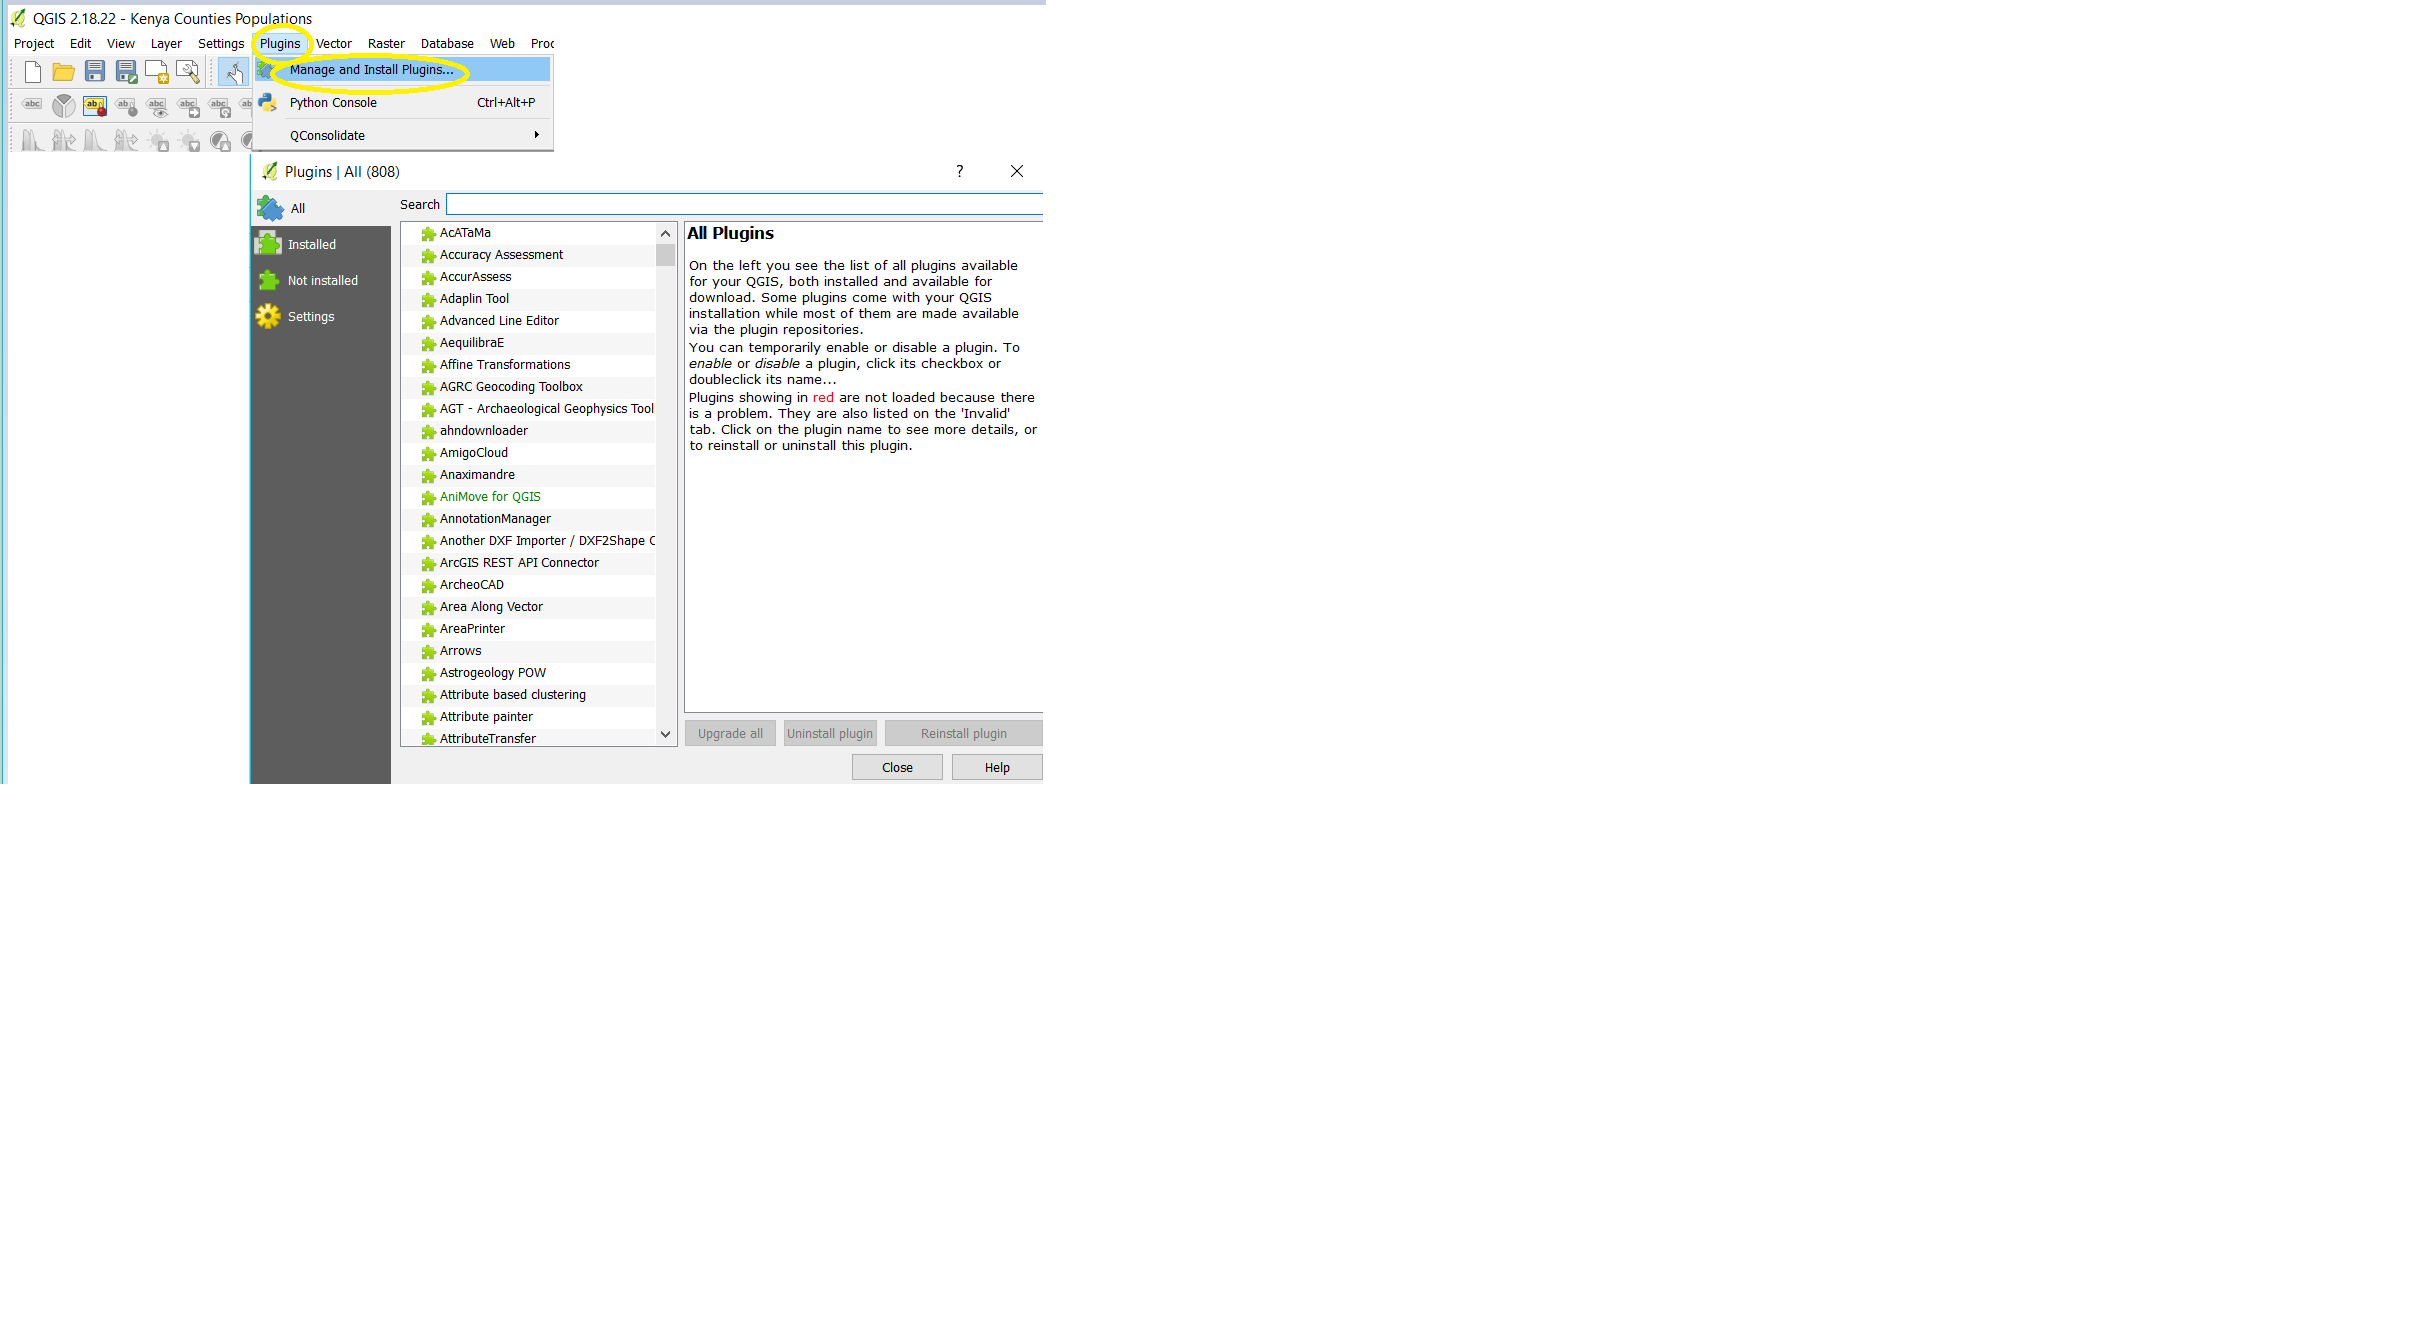 QGIS 2.18.22 - Kenya Counties Populations
Project Edit View Layer Settings Plugins Vector Raster Database Web Proc
Manage and Install Plugins...
abc abc abc abc abc
Python Console Ctrl+Alt+P
QConsolidate
Plugins | All (808)
?
All
Installed
Not installed
Settings
Search
AcATaMa
Accuracy Assessment
AccurAssess
Adaplin Tool
Advanced Line Editor
AequilibraE
Affine Transformations
AGRC Geocoding Toolbox
AGT - Archaeological Geophysics Tool
ahndownloader
AmigoCloud
Anaximandre
AniMove for QGIS
AnnotationManager
Another DXF Importer / DXF2Shape C
ArcGIS REST API Connector
ArcheoCAD
Area Along Vector
AreaPrinter
Arrows
Astrogeology POW
Attribute based clustering
Attribute painter
AttributeTransfer
All Plugins
On the left you see the list of all plugins available
for your QGIS, both installed and available for
download. Some plugins come with your QGIS
installation while most of them are made available
via the plugin repositories.
You can temporarily enable or disable a plugin. To
enable or disable a plugin, click its checkbox or
doubleclick its name...
Plugins showing in red are not loaded because there
is a problem. They are also listed on the 'Invalid'
tab. Click on the plugin name to see more details, or
to reinstall or uninstall this plugin.
Upgrade all Uninstall plugin Reinstall plugin
Close Help